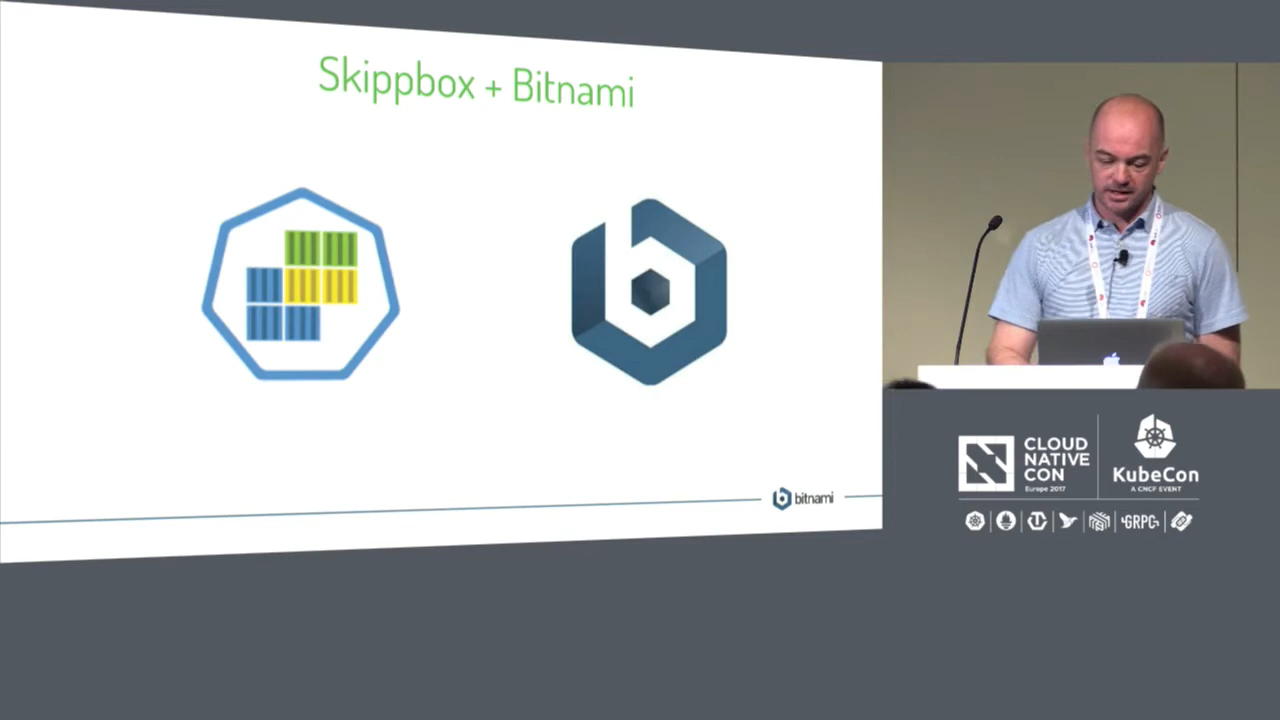 Skippbox + Bitnami
bitnami
CLOUD
NATIVE
CON
Europe 2017
KubeCon
A CNCF EVENT
GRPC